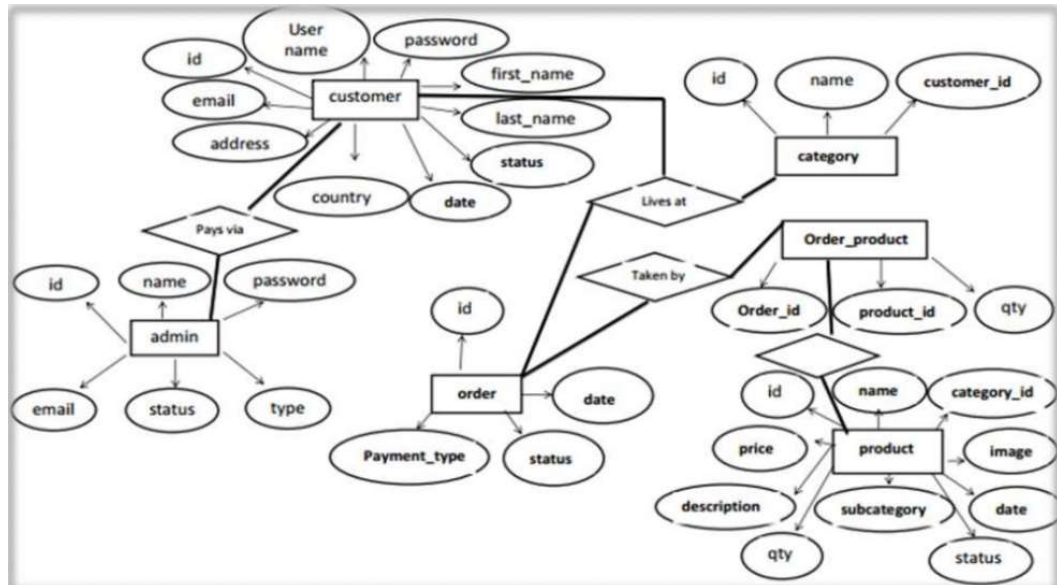 User
name
password
id
first_name
customer
email
last_name
address
status
country
date
id
name
customer_id
category
Lives at
Pays via
Order_product
Taken by
id
name
password
admin
email
status
type
id
order
date
Payment_type
status
Order_id
product_id
qty
id
name
category_id
price
product
image
description
subcategory
date
qty
status